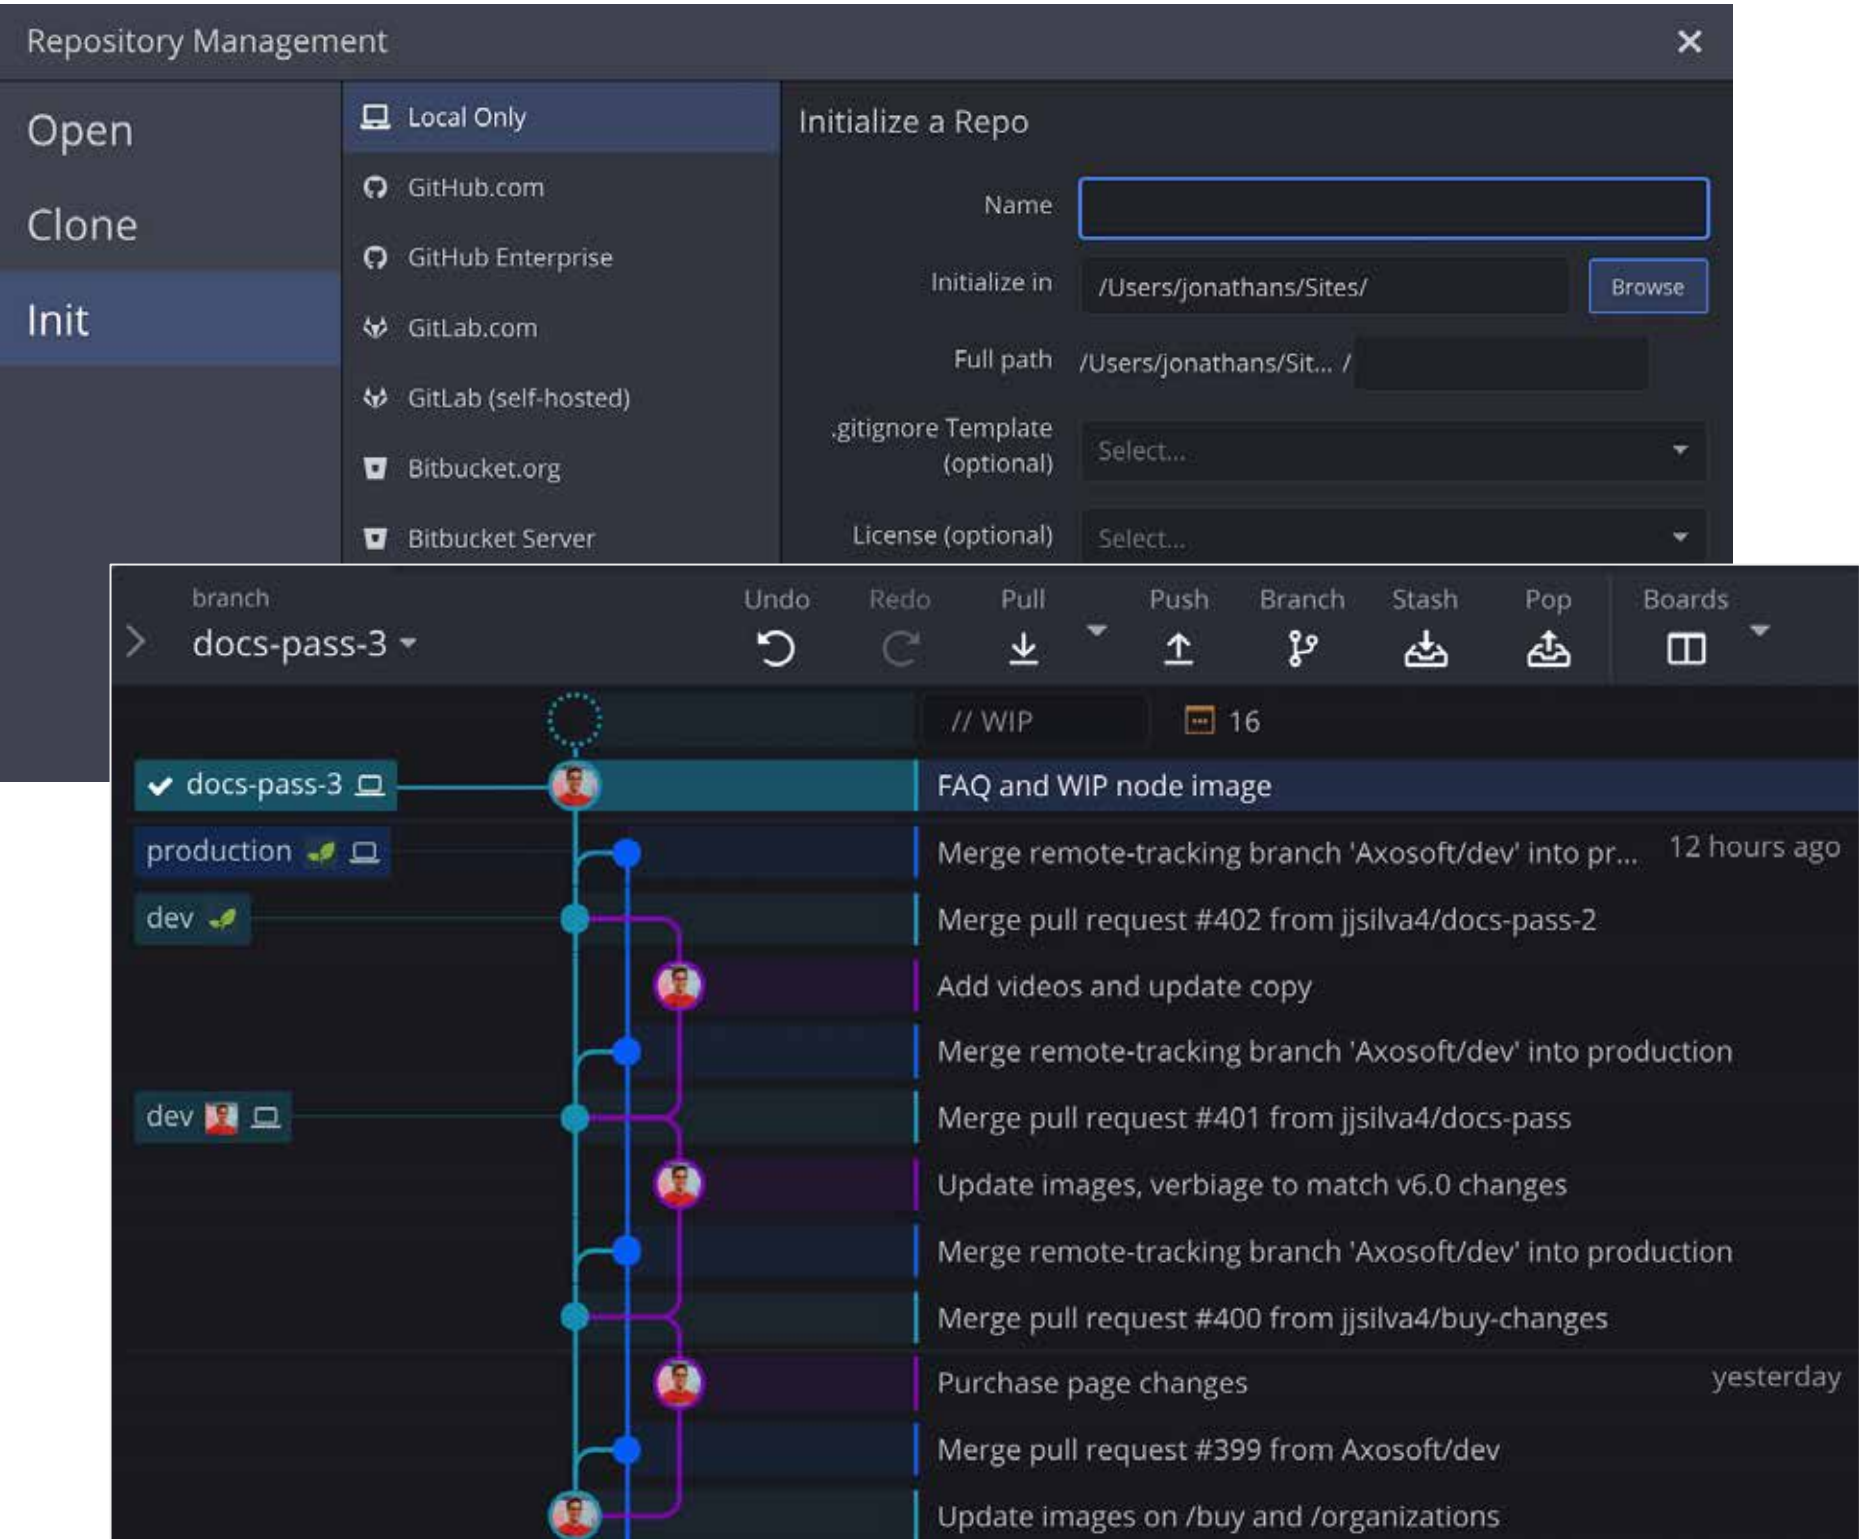 Repository Management
Open
Clone
Init
Local Only
GitHub.com
GitHub Enterprise
GitLab.com
GitLab (self-hosted)
Bitbucket.org
Bitbucket Server
Initialize a Repo
Name
Initialize in /Users/jonathans/Sites/ Browse
Full path /Users/jonathans/Sit... /
.gitignore Template
(optional) Select...
License (optional) Select...
branch
docs-pass-3
Undo Redo Pull Push Branch Stash Pop Boards
// WIP 16
docs-pass-3 FAQ and WIP node image
production Merge remote-tracking branch 'Axosoft/dev' into pr... 12 hours ago
dev Merge pull request #402 from jjsilva4/docs-pass-2
Add videos and update copy
Merge remote-tracking branch 'Axosoft/dev' into production
dev Merge pull request #401 from jjsilva4/docs-pass
Update images, verbiage to match v6.0 changes
Merge remote-tracking branch 'Axosoft/dev' into production
Merge pull request #400 from jjsilva4/buy-changes
Purchase page changes yesterday
Merge pull request #399 from Axosoft/dev
Update images on /buy and /organizations